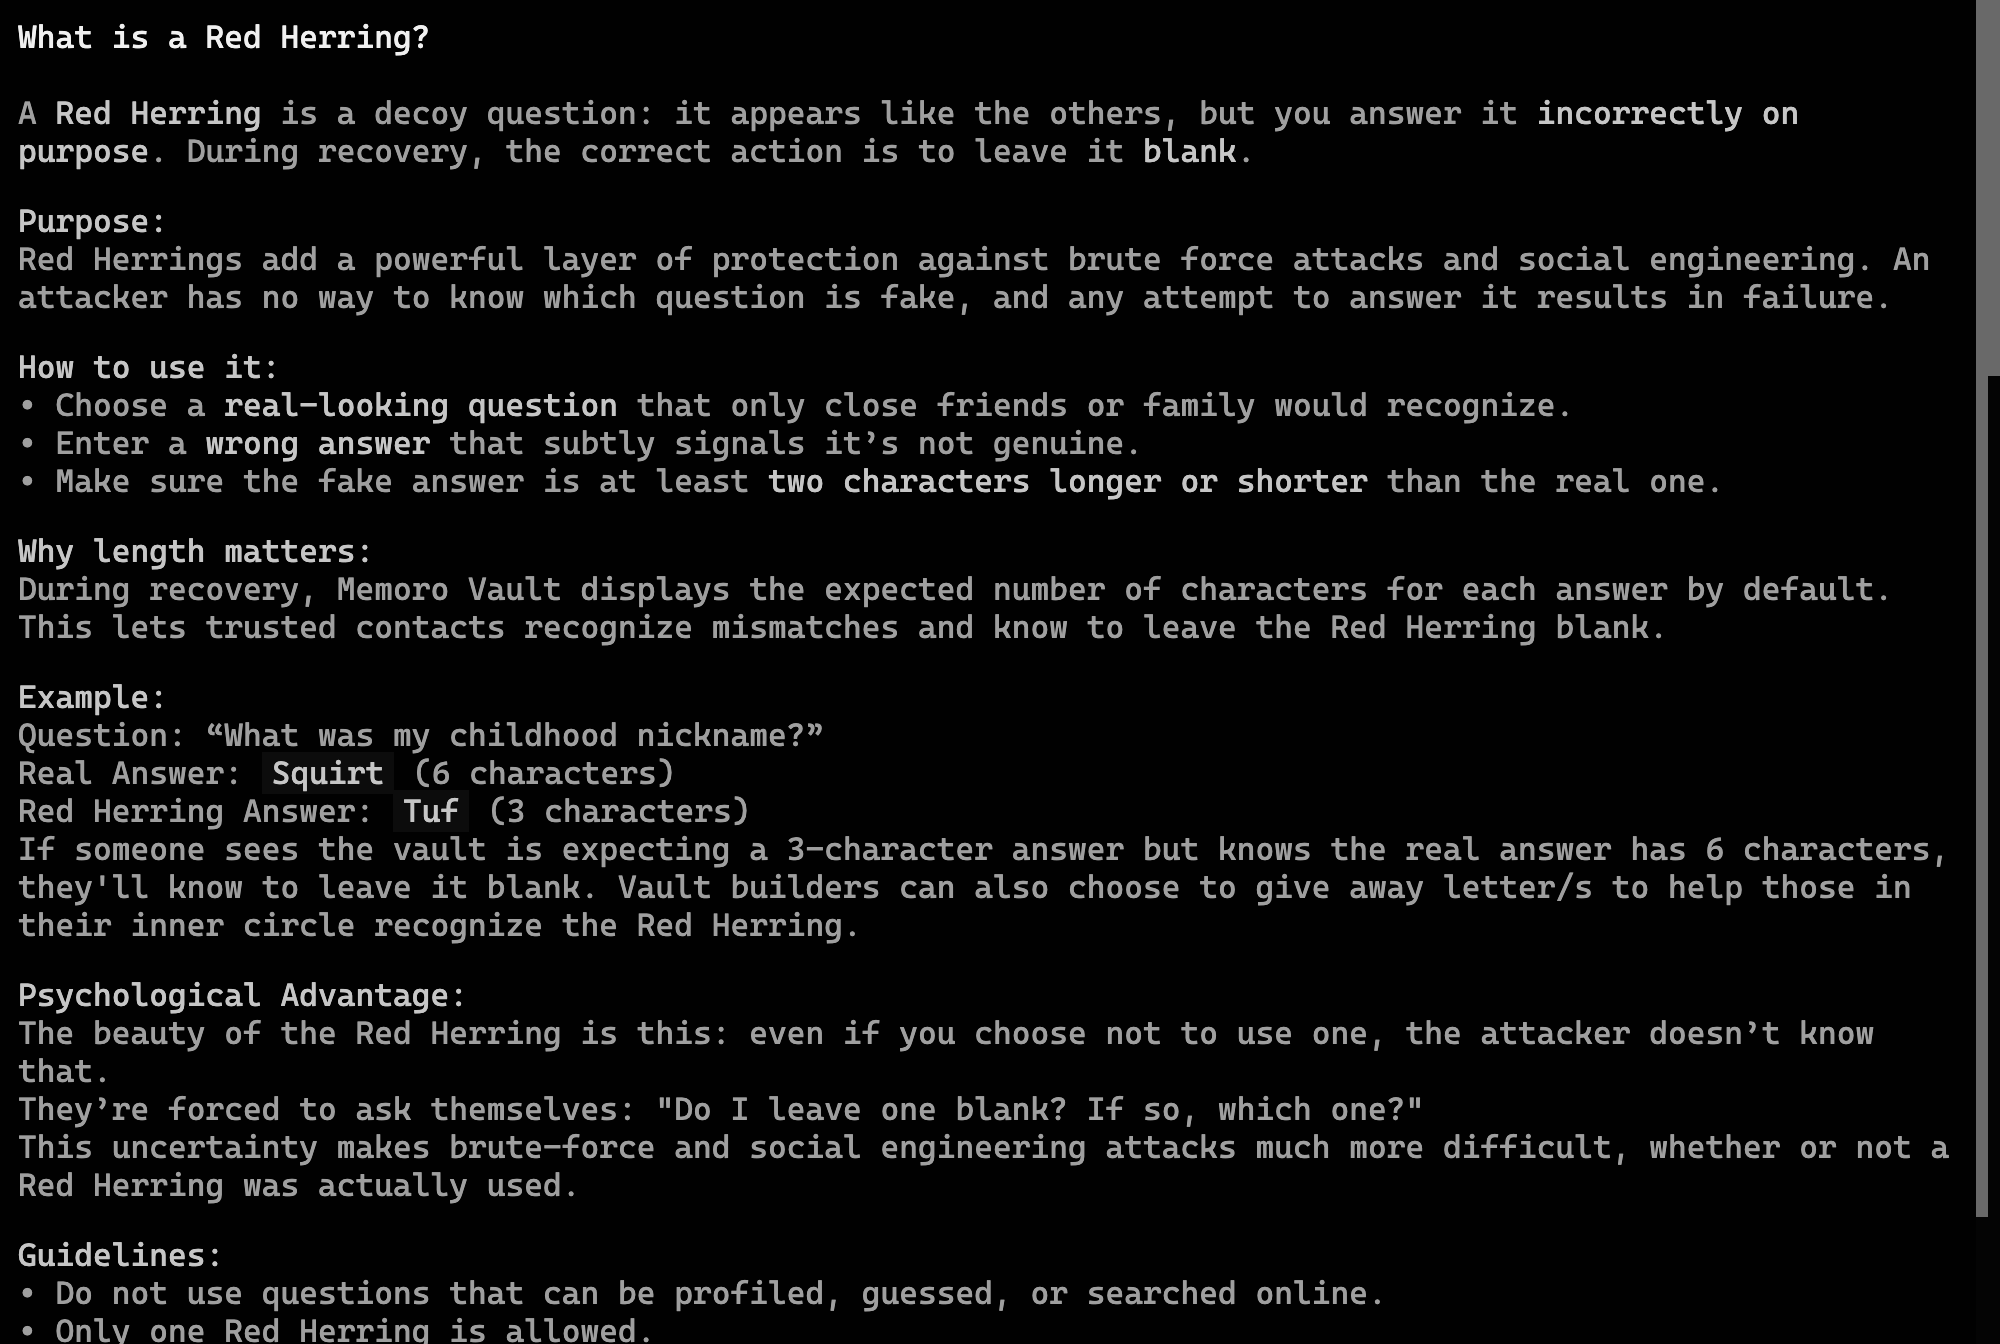 What is a Red Herring?
A Red Herring is a decoy question: it appears like the others, but you answer it incorrectly on
purpose. During recovery, the correct action is to leave it blank.
Purpose:
Red Herrings add a powerful layer of protection against brute force attacks and social engineering. An
attacker has no way to know which question is fake, and any attempt to answer it results in failure.
How to use it:
• Choose a real-looking question that only close friends or family would recognize.
• Enter a wrong answer that subtly signals it’s not genuine.
• Make sure the fake answer is at least two characters longer or shorter than the real one.
Why length matters:
During recovery, Memoro Vault displays the expected number of characters for each answer by default.
This lets trusted contacts recognize mismatches and know to leave the Red Herring blank.
Example:
Question: “What was my childhood nickname?”
Real Answer: Squirt (6 characters)
Red Herring Answer: Tuf (3 characters)
If someone sees the vault is expecting a 3-character answer but knows the real answer has 6 characters,
they'll know to leave it blank. Vault builders can also choose to give away letter/s to help those in
their inner circle recognize the Red Herring.
Psychological Advantage:
The beauty of the Red Herring is this: even if you choose not to use one, the attacker doesn’t know
that.
They’re forced to ask themselves: "Do I leave one blank? If so, which one?"
This uncertainty makes brute-force and social engineering attacks much more difficult, whether or not a
Red Herring was actually used.
Guidelines:
• Do not use questions that can be profiled, guessed, or searched online.
• Only one Red Herring is allowed.